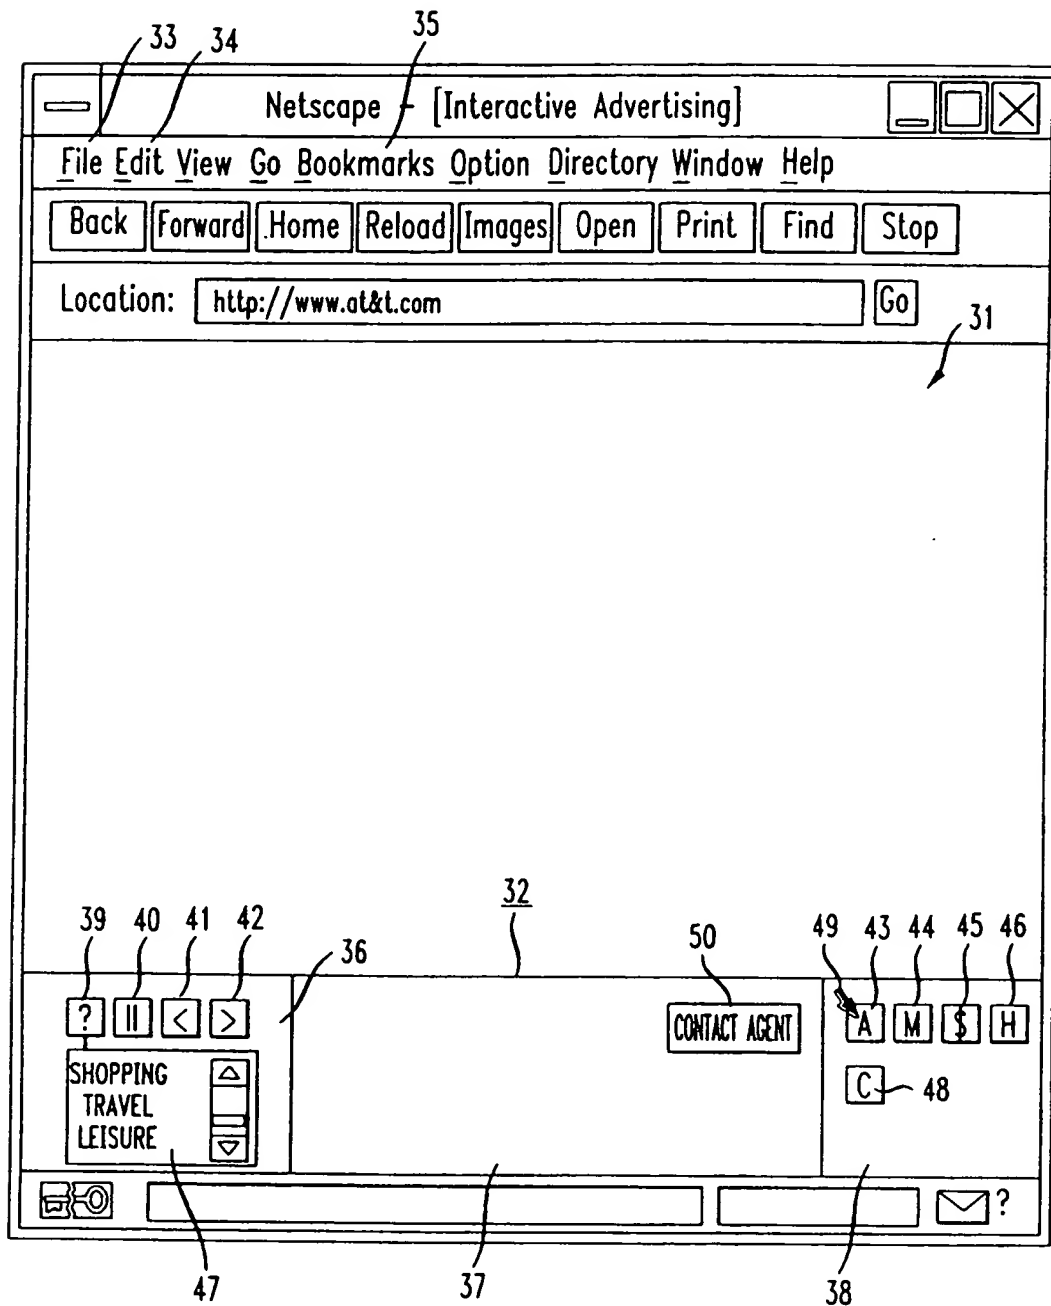 33 34 35
Netscape - [Interactive Advertising]
File Edit View Go Bookmarks Option Directory Window Help
Back Forward Home Reload Images Open Print Find Stop
Location: http://www.at&t.com Go
31
32
39 40 41 42 36 50 49 43 44 45 46
? || < > CONTACT AGENT A M $ H
SHOPPING
TRAVEL
LEISURE
C 48
?
47 37 38